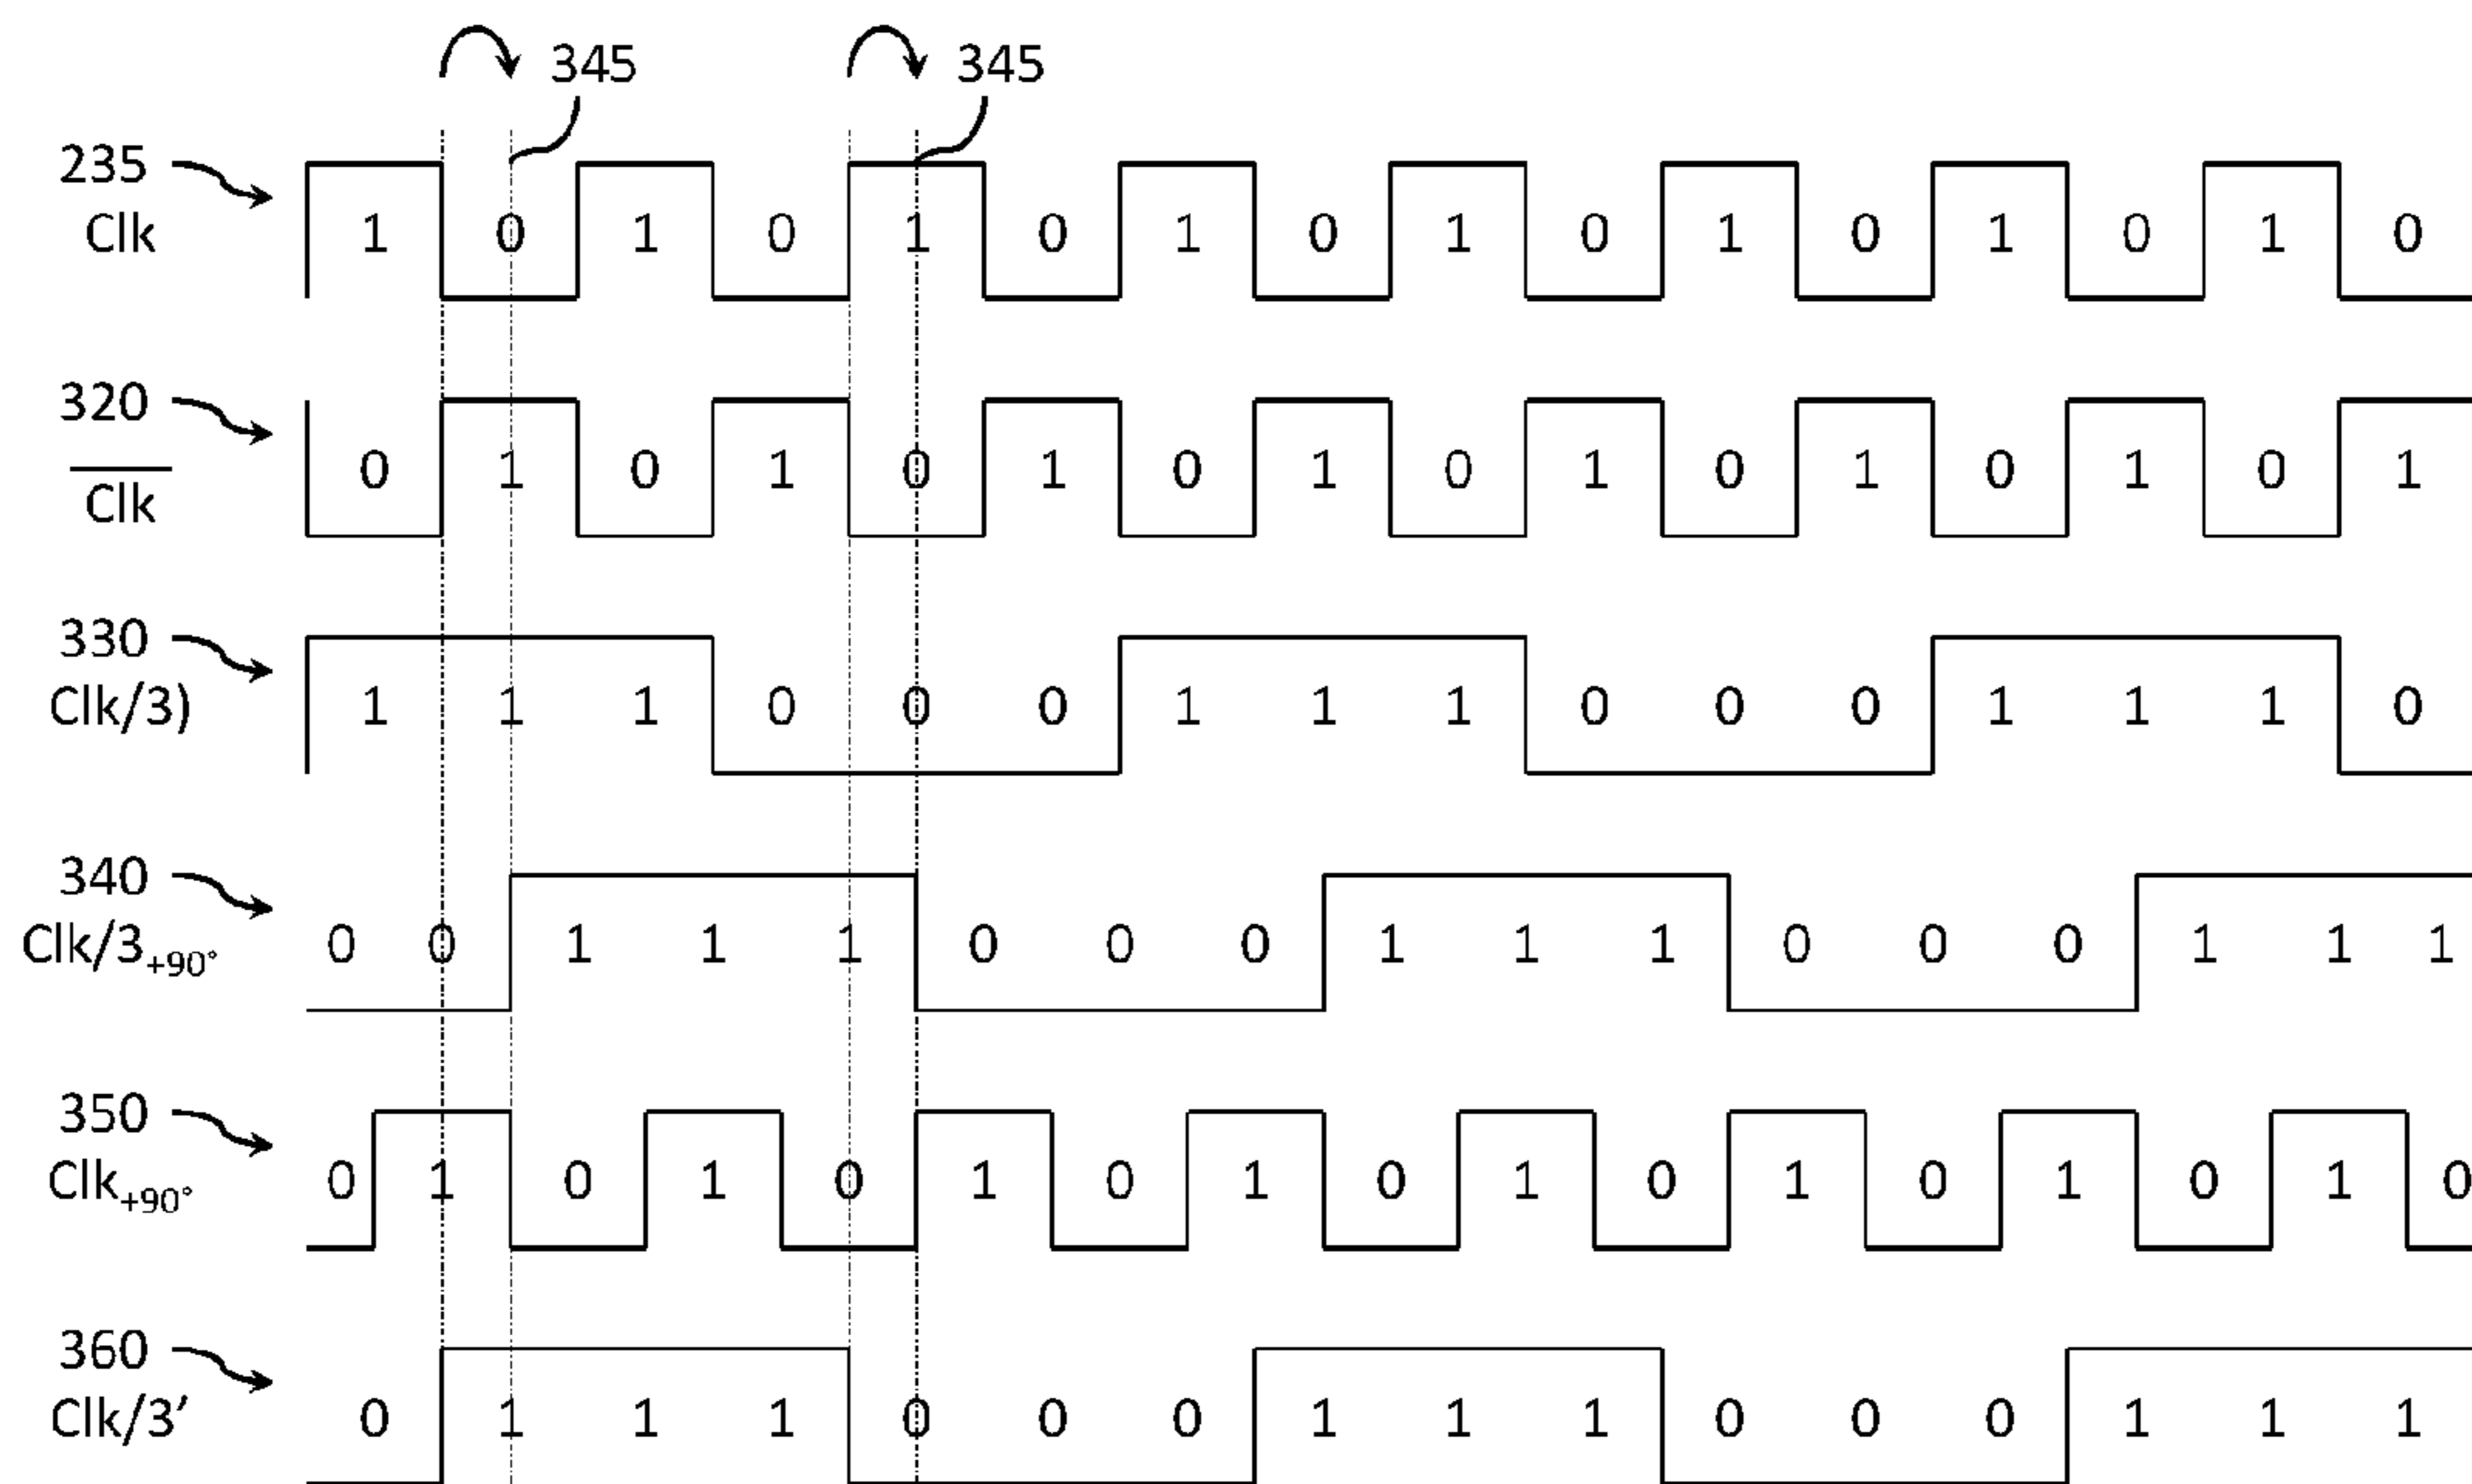 345 345
235
Clk 1 0 1 0 1 0 1 0 1 0 1 0 1 0 1 0
320
Clk 0 1 0 1 0 1 0 1 0 1 0 1 0 1 0 1
330
Clk/3) 1 1 1 0 0 0 1 1 1 0 0 0 1 1 1 0
340
Clk/3+90° 0 0 1 1 1 0 0 0 1 1 1 0 0 0 1 1 1
350
Clk+90° 0 1 0 1 0 1 0 1 0 1 0 1 0 1 0 1 0
360
Clk/3′ 0 1 1 1 0 0 0 1 1 1 0 0 0 1 1 1